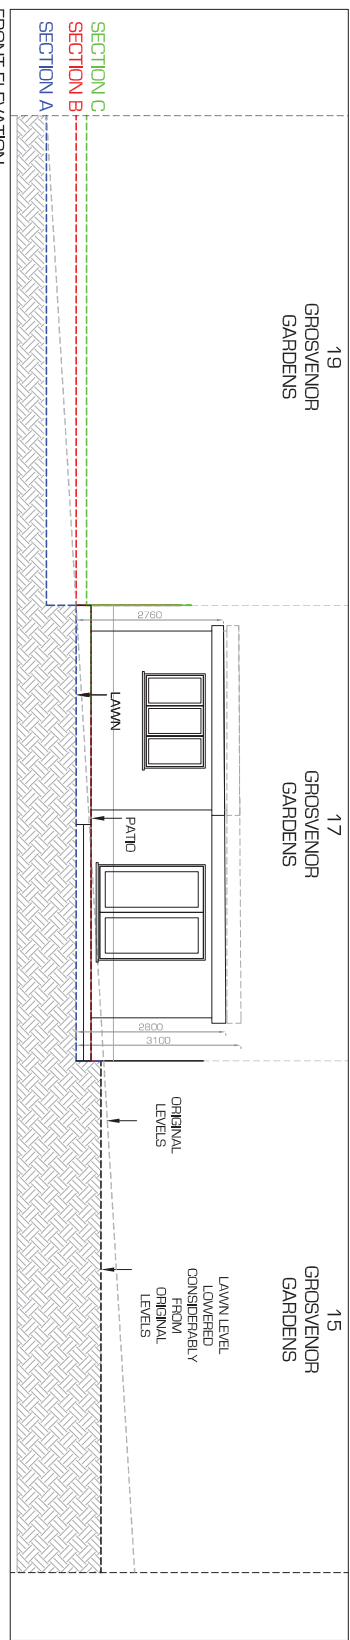 19
GROSVENOR
GARDENS
17
GROSVENOR
GARDENS
15
GROSVENOR
GARDENS
SECTION C
SECTION B
SECTION A
2760
LAWN
PATIO
2800
3100
ORIGINAL
LEVELS
LAWN LEVEL
LOWERED
CONSIDERABLY
FROM
ORIGINAL
LEVELS
FRONT ELEVATION